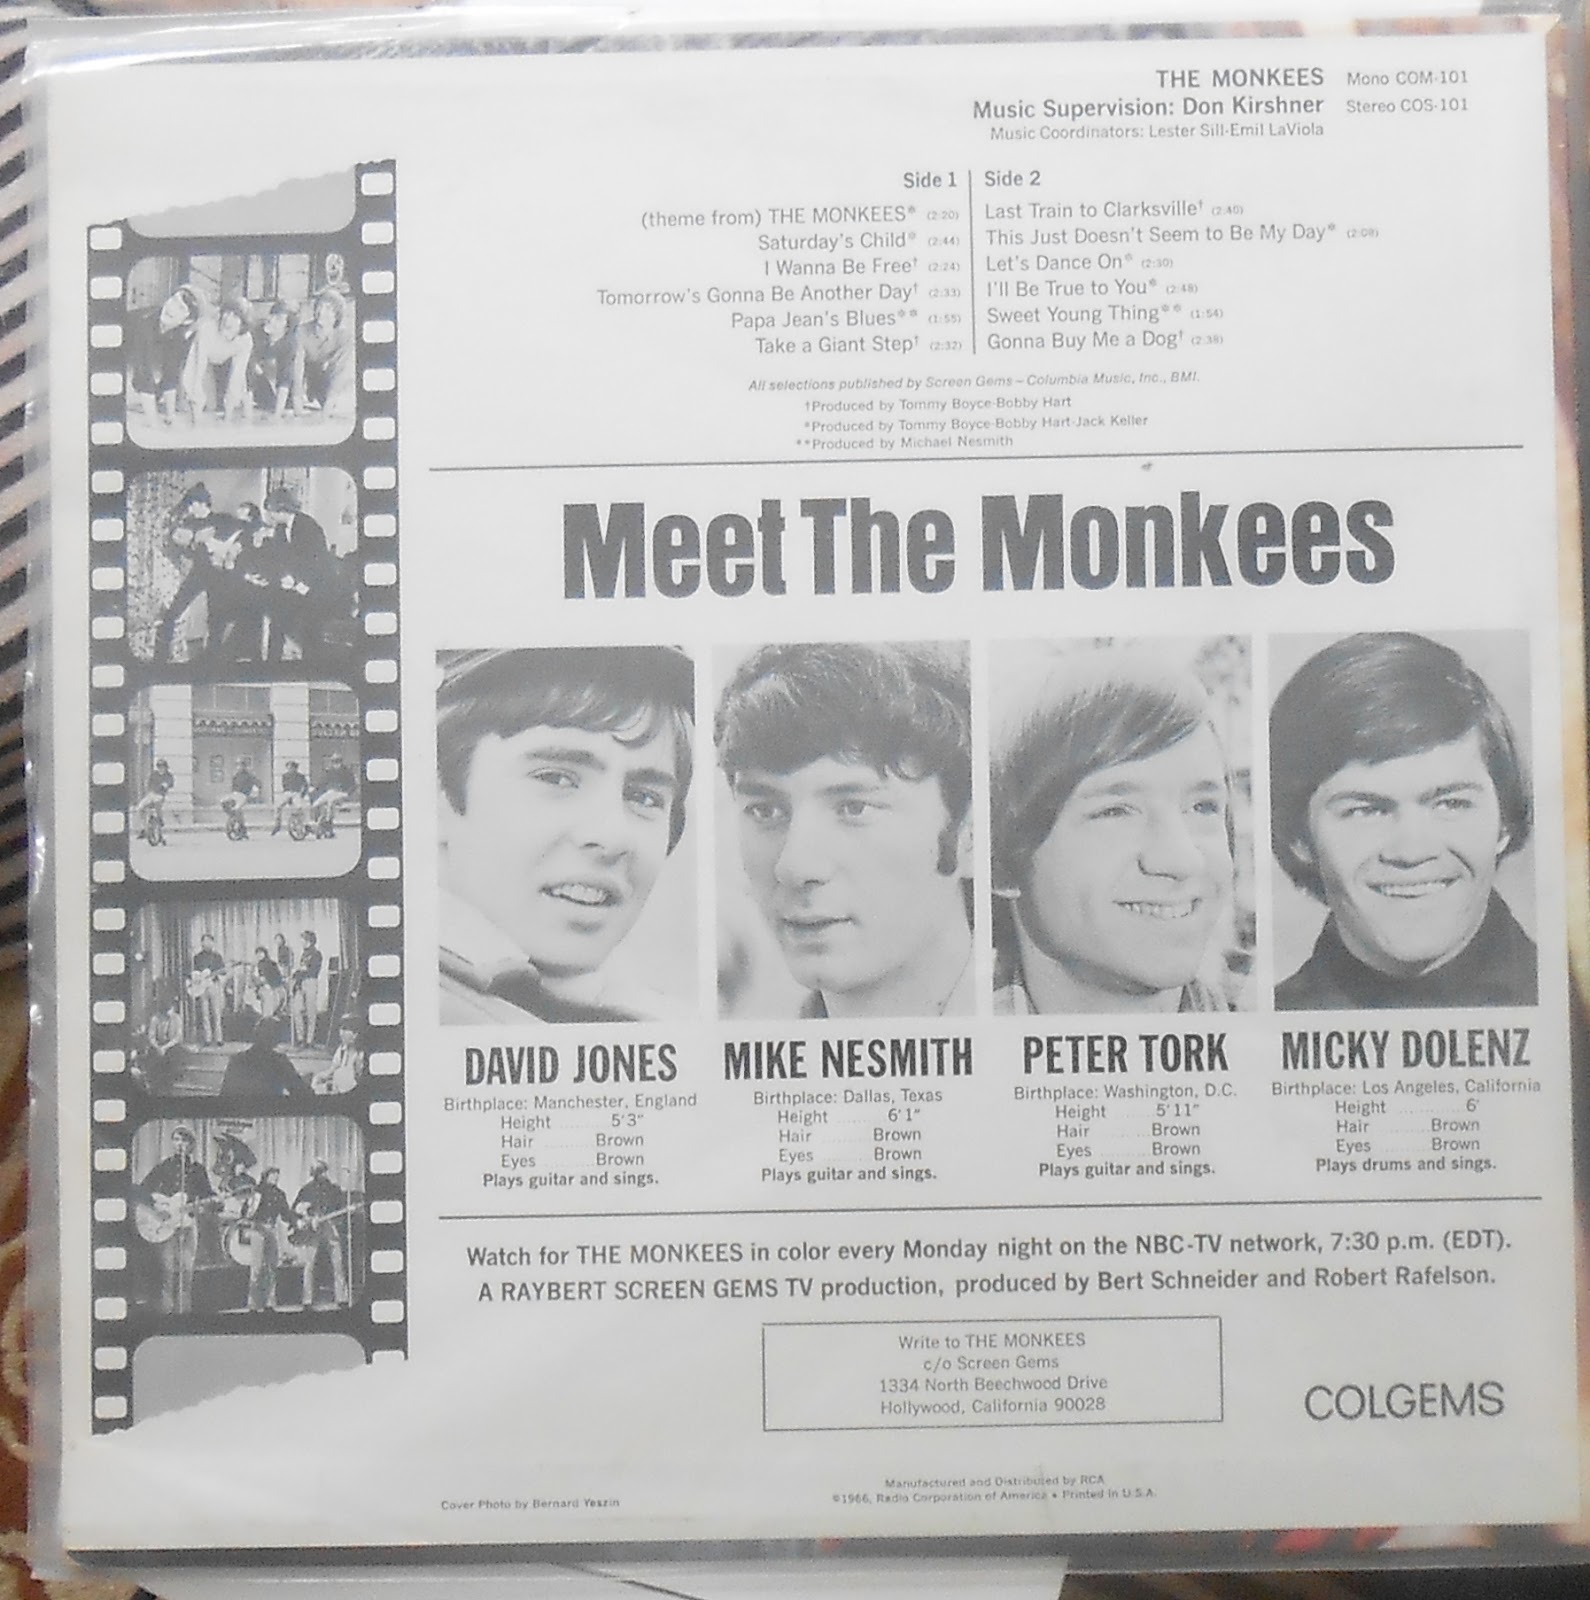 THE MONKEES Mono COM-101
Music Supervision: Don Kirshner Stereo COS-101
Music Coordinators: Lester Sill-Emil LaViola
Side 1
(theme from) THE MONKEES* (2:20)
Saturday's Child* (2:44)
I Wanna Be Free† (2:24)
Tomorrow's Gonna Be Another Day† (2:33)
Papa Jean's Blues** (1:55)
Take a Giant Step† (2:32)
Side 2
Last Train to Clarksville† (2:40)
This Just Doesn't Seem to Be My Day* (2:08)
Let's Dance On* (2:30)
I'll Be True to You* (2:48)
Sweet Young Thing** (1:54)
Gonna Buy Me a Dog† (2:38)
All selections published by Screen Gems–Columbia Music, Inc., BMI.
†Produced by Tommy Boyce-Bobby Hart
*Produced by Tommy Boyce-Bobby Hart-Jack Keller
**Produced by Michael Nesmith
Meet The Monkees
DAVID JONES
Birthplace: Manchester, England
Height 5'3"
Hair Brown
Eyes Brown
Plays guitar and sings.
MIKE NESMITH
Birthplace: Dallas, Texas
Height 6'1"
Hair Brown
Eyes Brown
Plays guitar and sings.
PETER TORK
Birthplace: Washington, D.C.
Height 5'11"
Hair Brown
Eyes Brown
Plays guitar and sings.
MICKY DOLENZ
Birthplace: Los Angeles, California
Height 6'
Hair Brown
Eyes Brown
Plays drums and sings.
Watch for THE MONKEES in color every Monday night on the NBC-TV network, 7:30 p.m. (EDT).
A RAYBERT SCREEN GEMS TV production, produced by Bert Schneider and Robert Rafelson.
Write to THE MONKEES
c/o Screen Gems
1334 North Beechwood Drive
Hollywood, California 90028
COLGEMS
Manufactured and Distributed by RCA
©1966, Radio Corporation of America • Printed in U.S.A.
Cover Photo by Bernard Yeszin